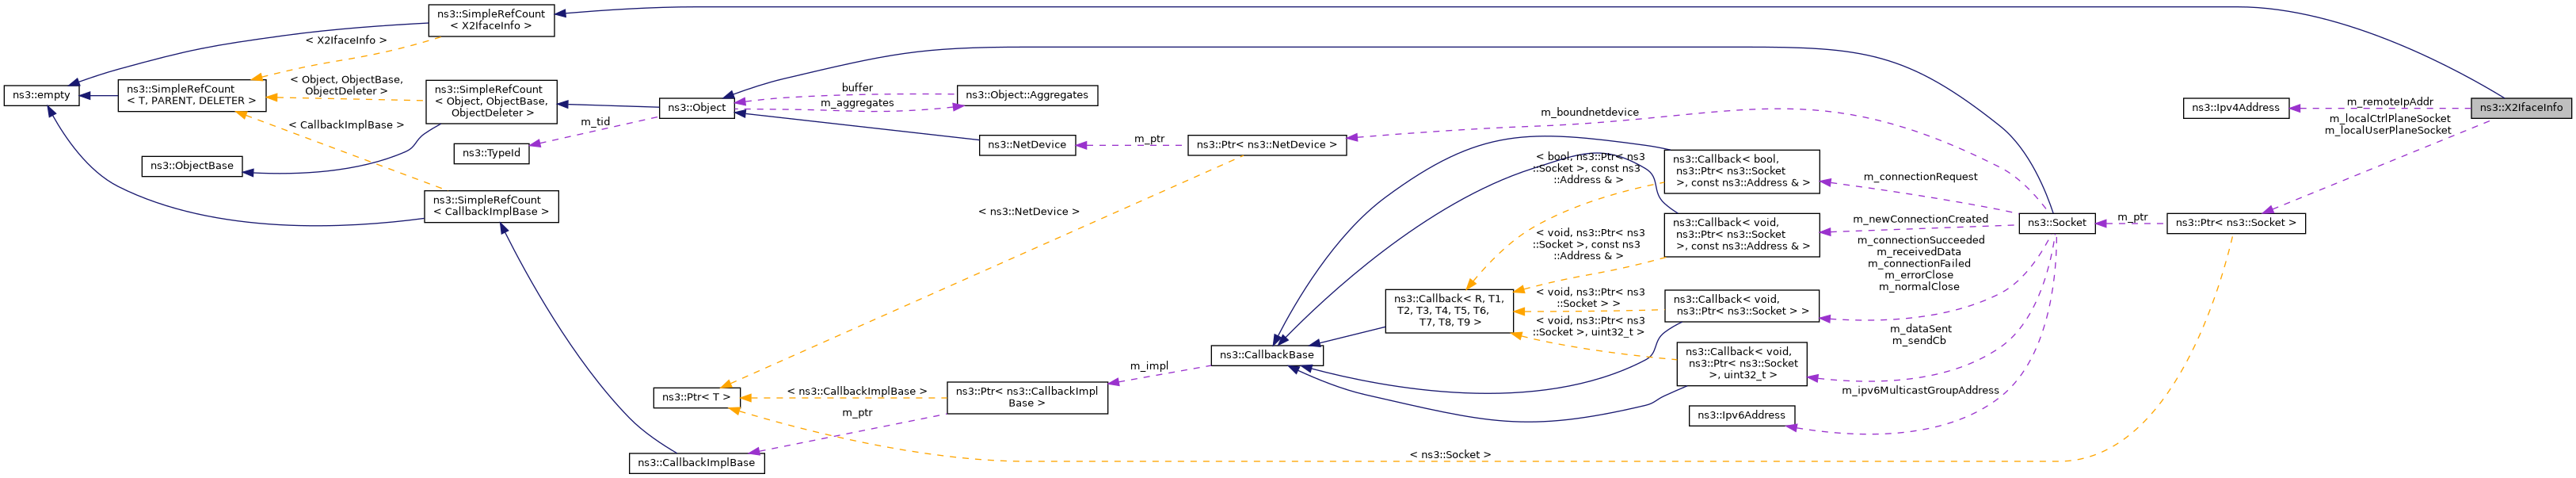 ns3::SimpleRefCount
< X2IfaceInfo >
< X2IfaceInfo >
ns3::empty
ns3::SimpleRefCount
< T, PARENT, DELETER >
< Object, ObjectBase,
ObjectDeleter >
< CallbackImplBase >
ns3::ObjectBase
ns3::SimpleRefCount
< Object, ObjectBase,
ObjectDeleter >
ns3::TypeId
ns3::SimpleRefCount
< CallbackImplBase >
m_tid
ns3::Object
buffer
m_aggregates
ns3::Object::Aggregates
ns3::NetDevice
m_ptr
ns3::Ptr< ns3::NetDevice >
< ns3::NetDevice >
m_boundnetdevice
< bool, ns3::Ptr< ns3
::Socket >, const ns3
::Address & >
ns3::Callback< bool,
ns3::Ptr< ns3::Socket
>, const ns3::Address & >
m_connectionRequest
< void, ns3::Ptr< ns3
::Socket >, const ns3
::Address & >
ns3::Callback< void,
ns3::Ptr< ns3::Socket
>, const ns3::Address & >
m_newConnectionCreated
m_connectionSucceeded
m_receivedData
m_connectionFailed
m_errorClose
m_normalClose
ns3::Callback< R, T1,
T2, T3, T4, T5, T6,
T7, T8, T9 >
< void, ns3::Ptr< ns3
::Socket > >
ns3::Callback< void,
ns3::Ptr< ns3::Socket > >
< void, ns3::Ptr< ns3
::Socket >, uint32_t >
ns3::Callback< void,
ns3::Ptr< ns3::Socket
>, uint32_t >
m_dataSent
m_sendCb
m_ipv6MulticastGroupAddress
ns3::Ipv6Address
ns3::CallbackBase
m_impl
ns3::Ptr< ns3::CallbackImpl
Base >
< ns3::CallbackImplBase >
m_ptr
ns3::Ptr< T >
ns3::CallbackImplBase
< ns3::Socket >
ns3::Socket
m_ptr
ns3::Ptr< ns3::Socket >
ns3::Ipv4Address
m_remoteIpAddr
m_localCtrlPlaneSocket
m_localUserPlaneSocket
ns3::X2IfaceInfo